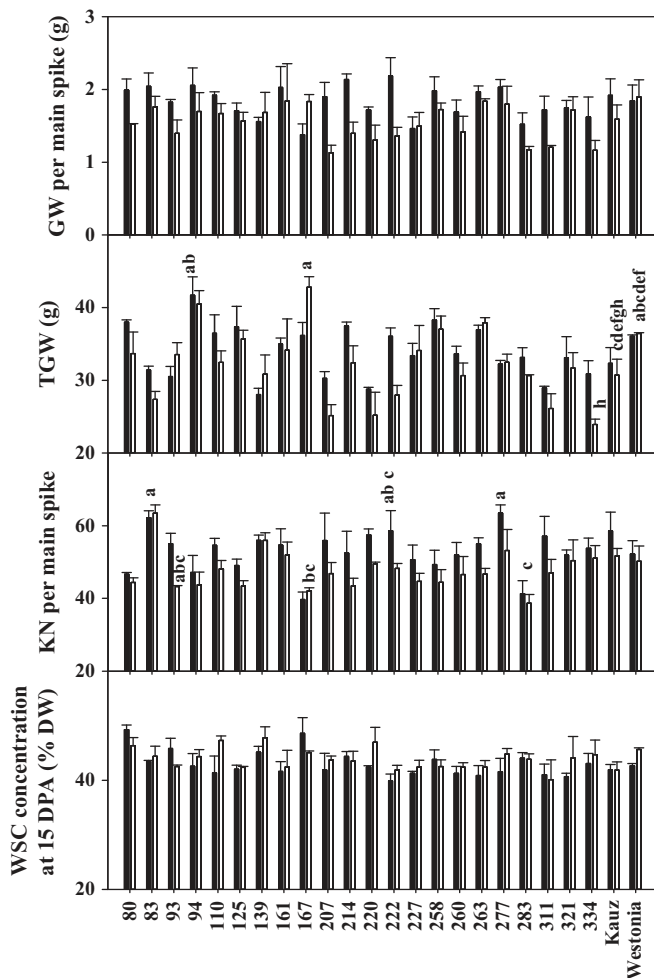 GW per main spike (g)
3
2
1
0
TGW (g)
40
30
20
ab
a
h
cdefgh
abcdef
KN per main spike
60
40
20
a
abc
bc
ab c
a
c
WSC concentration
at 15 DPA (% DW)
40
20
80
83
93
94
110
125
139
161
167
207
214
220
222
227
258
260
263
277
283
311
321
334
Kauz
Westonia